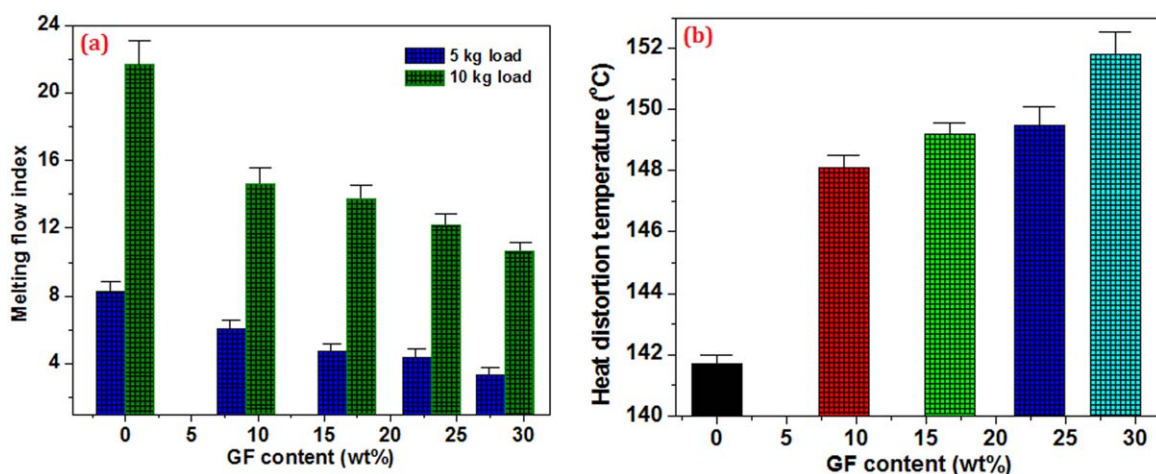 (a)
5 kg load
10 kg load
24
20
16
12
8
4
Melting flow index
0 5 10 15 20 25 30
GF content (wt%)
(b)
152
150
148
146
144
142
140
Heat distortion temperature (°C)
0 5 10 15 20 25 30
GF content (wt%)